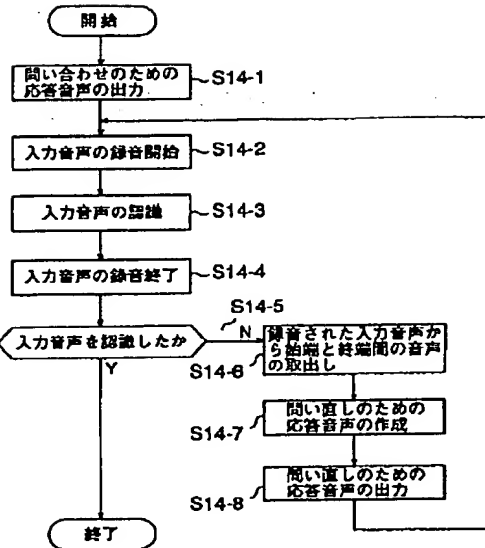 開始
問い合わせのための
応答音声の出力
S14-1
入力音声の録音開始
S14-2
入力音声の認識
S14-3
入力音声の録音終了
S14-4
S14-5
入力音声を認識したか
N
Y
録音された入力音声か
ら始端と終端間の音声
の取出し
S14-6
問い直しのための
応答音声の作成
S14-7
問い直しのための
応答音声の出力
S14-8
終了